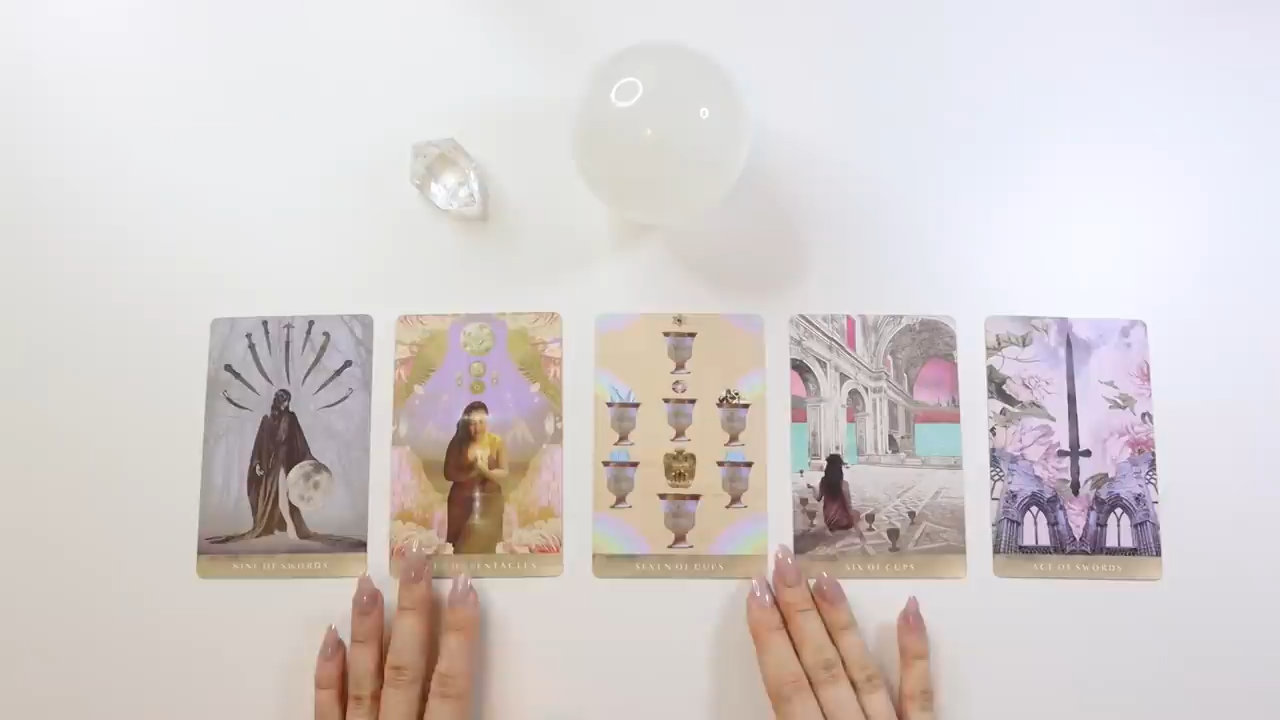 NINE OF SWORDS
PENTACLES
SEVEN OF CUPS
SIX OF CUPS
ACE OF SWORDS